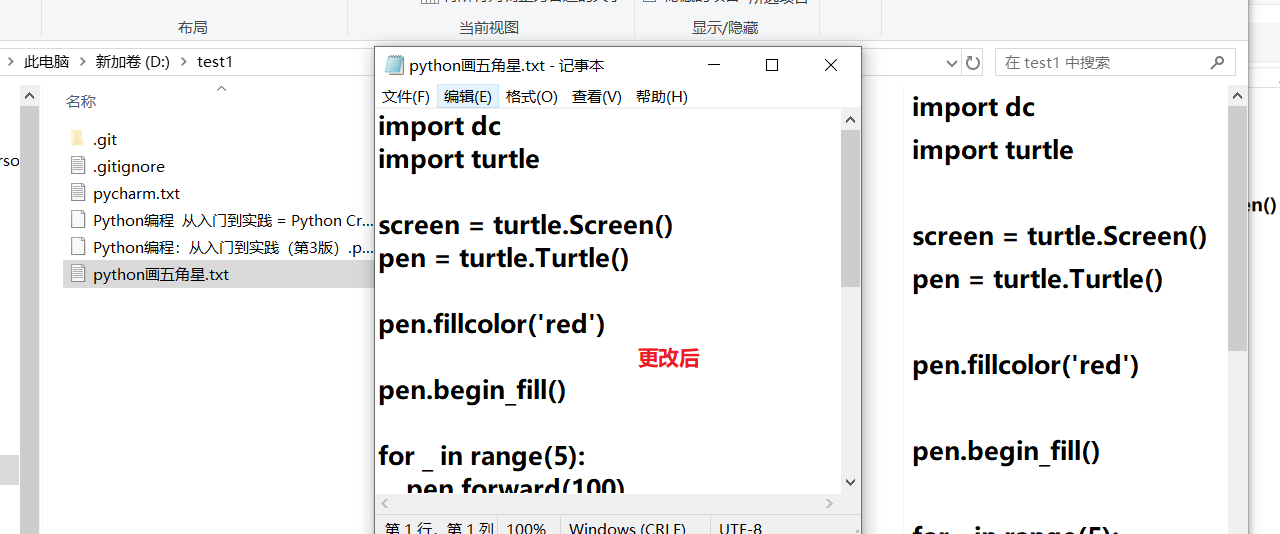 布局
当前视图
显示/隐藏
此电脑
新加卷 (D:)
test1
在 test1 中搜索
名称
.git
.gitignore
pycharm.txt
Python编程 从入门到实践 = Python Cr...
Python编程：从入门到实践（第3版）.p...
python画五角星.txt
python画五角星.txt - 记事本
文件(F) 编辑(E) 格式(O) 查看(V) 帮助(H)
import dc
import turtle
screen = turtle.Screen()
pen = turtle.Turtle()
pen.fillcolor('red')
更改后
pen.begin_fill()
for _ in range(5):
pen.forward(100)
第 1 行，第 1 列 100% Windows (CRLF) UTF-8
import dc
import turtle
screen = turtle.Screen()
pen = turtle.Turtle()
pen.fillcolor('red')
pen.begin_fill()
for _ in range(5):